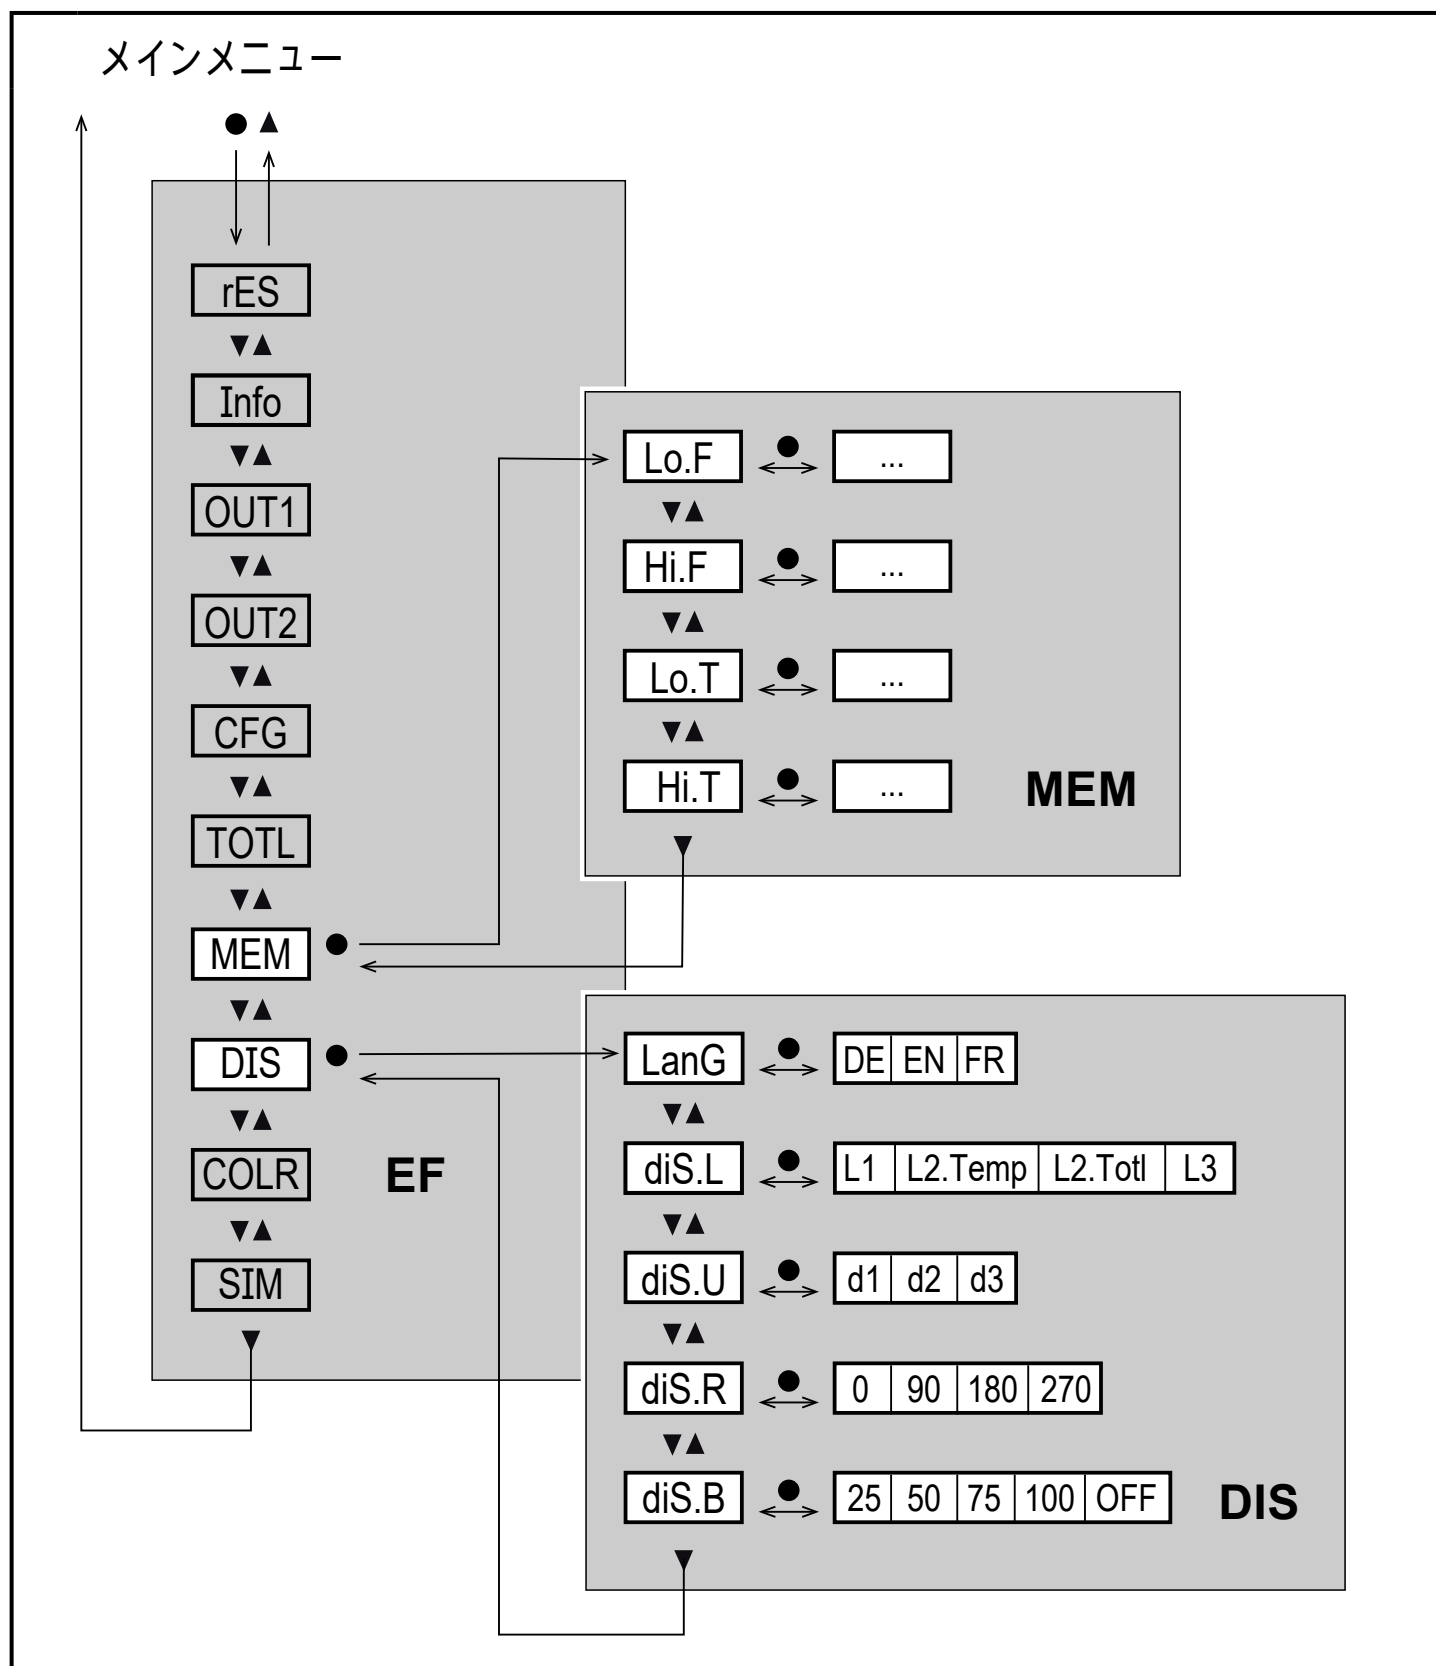 メインメニュー
rES
Info
OUT1
OUT2
CFG
TOTL
MEM
DIS
COLR
SIM
EF
Lo.F ...
Hi.F ...
Lo.T ...
Hi.T ...
MEM
LanG DE EN FR
diS.L L1 L2.Temp L2.Totl L3
diS.U d1 d2 d3
diS.R 0 90 180 270
diS.B 25 50 75 100 OFF
DIS